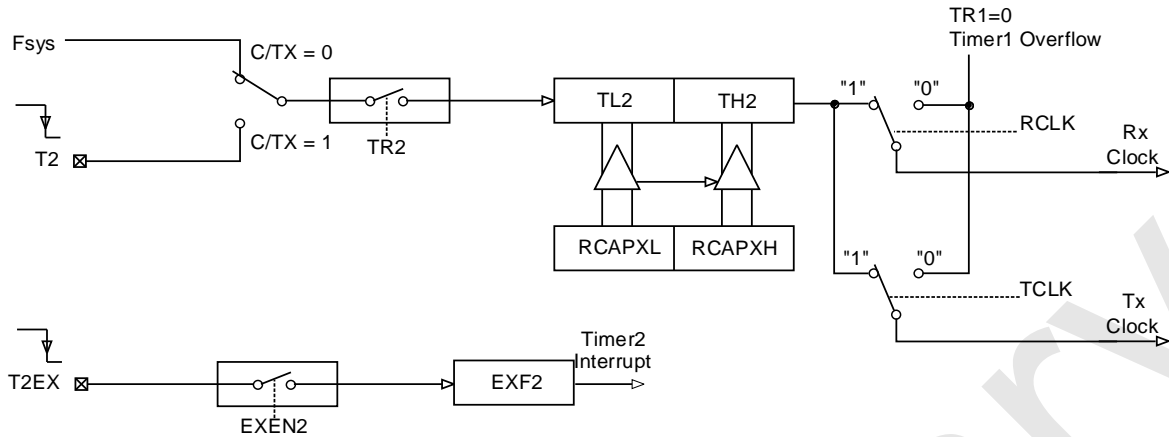 TR1=0
Timer1 Overflow
Fsys
C/TX = 0
C/TX = 1
T2
TR2
TL2
TH2
"1"
"0"
RCLK
Rx
Clock
RCAPXL
RCAPXH
"1"
"0"
TCLK
Tx
Clock
T2EX
EXEN2
EXF2
Timer2
Interrupt